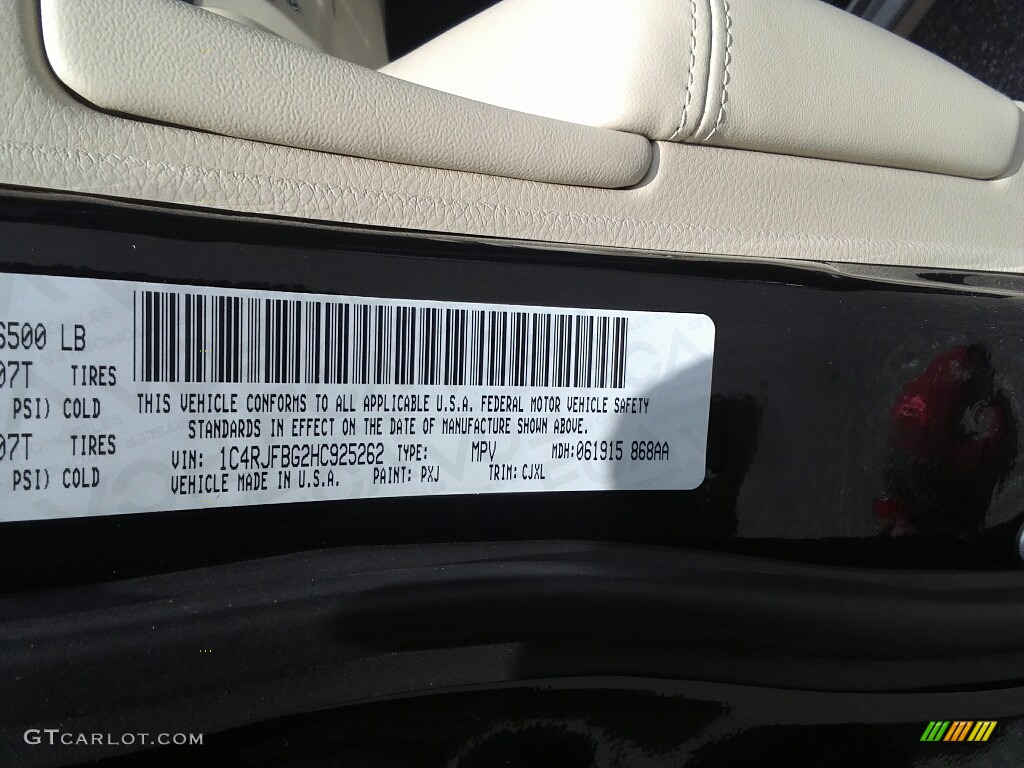 6500 LB
07T TIRES
PSI) COLD
07T TIRES
PSI) COLD
THIS VEHICLE CONFORMS TO ALL APPLICABLE U.S.A. FEDERAL MOTOR VEHICLE SAFETY
STANDARDS IN EFFECT ON THE DATE OF MANUFACTURE SHOWN ABOVE.
VIN: 1C4RJFBG2HC925262 TYPE: MPV MDH:061915 868AA
VEHICLE MADE IN U.S.A. PAINT: PXJ TRIM: CJXL
GTCARLOT.COM